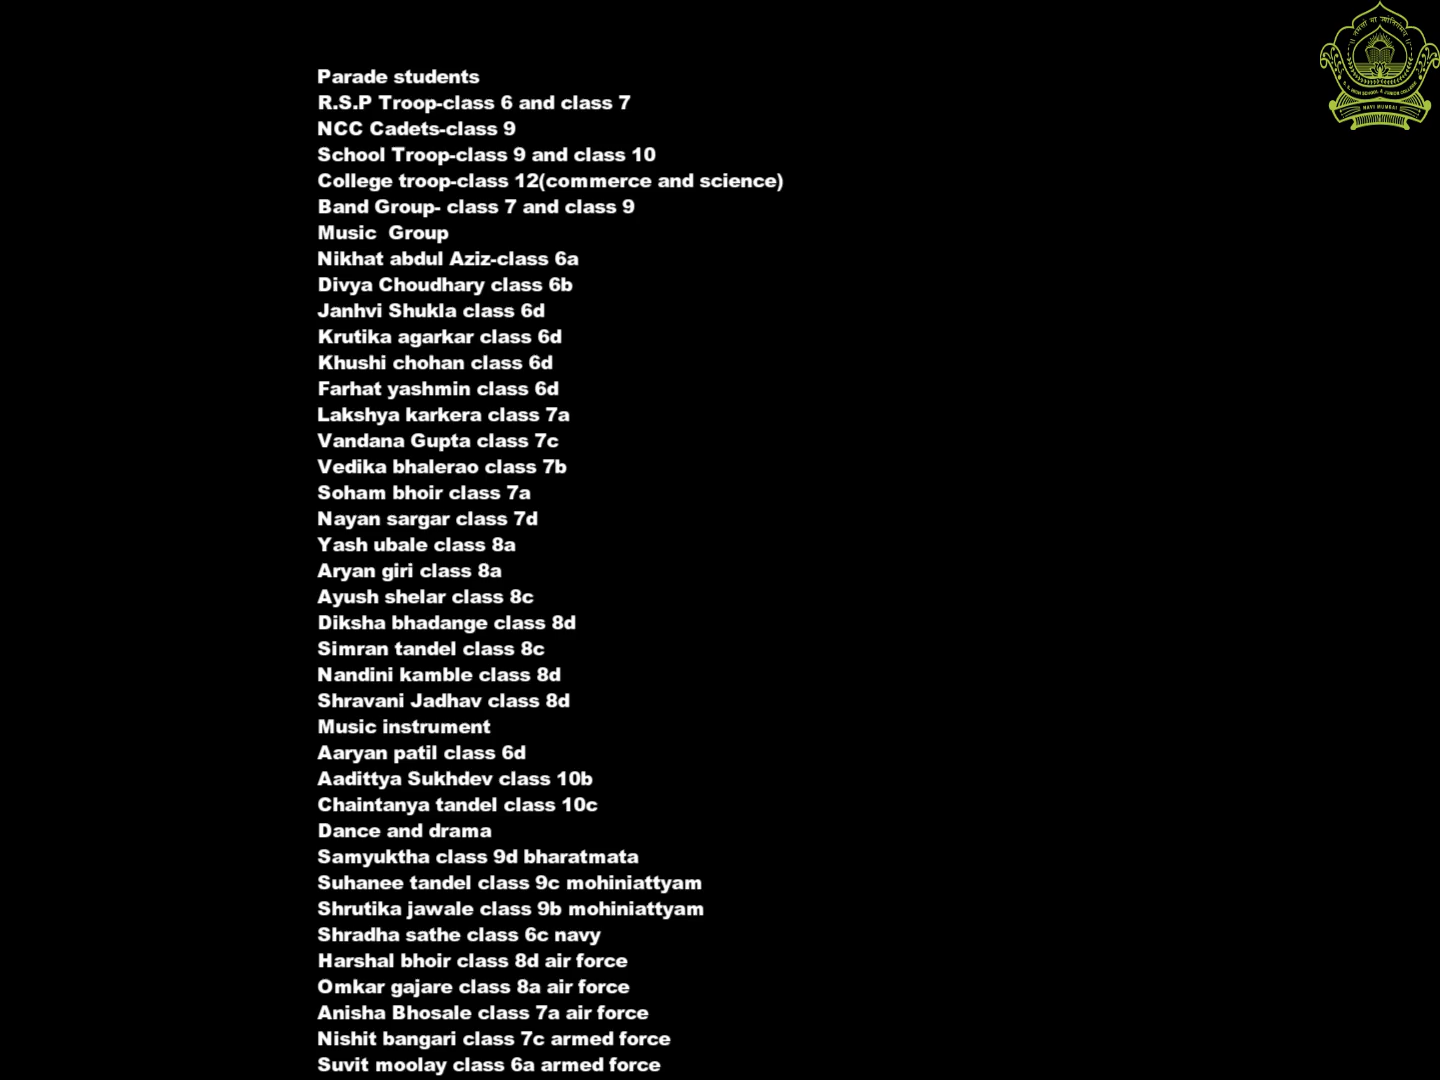 ॥ तमसो मा ज्योतिर्गमय ॥
NAVI MUMBAI
Parade students
R.S.P Troop-class 6 and class 7
NCC Cadets-class 9
School Troop-class 9 and class 10
College troop-class 12(commerce and science)
Band Group- class 7 and class 9
Music  Group
Nikhat abdul Aziz-class 6a
Divya Choudhary class 6b
Janhvi Shukla class 6d
Krutika agarkar class 6d
Khushi chohan class 6d
Farhat yashmin class 6d
Lakshya karkera class 7a
Vandana Gupta class 7c
Vedika bhalerao class 7b
Soham bhoir class 7a
Nayan sargar class 7d
Yash ubale class 8a
Aryan giri class 8a
Ayush shelar class 8c
Diksha bhadange class 8d
Simran tandel class 8c
Nandini kamble class 8d
Shravani Jadhav class 8d
Music instrument
Aaryan patil class 6d
Aadittya Sukhdev class 10b
Chaintanya tandel class 10c
Dance and drama
Samyuktha class 9d bharatmata
Suhanee tandel class 9c mohiniattyam
Shrutika jawale class 9b mohiniattyam
Shradha sathe class 6c navy
Harshal bhoir class 8d air force
Omkar gajare class 8a air force
Anisha Bhosale class 7a air force
Nishit bangari class 7c armed force
Suvit moolay class 6a armed force